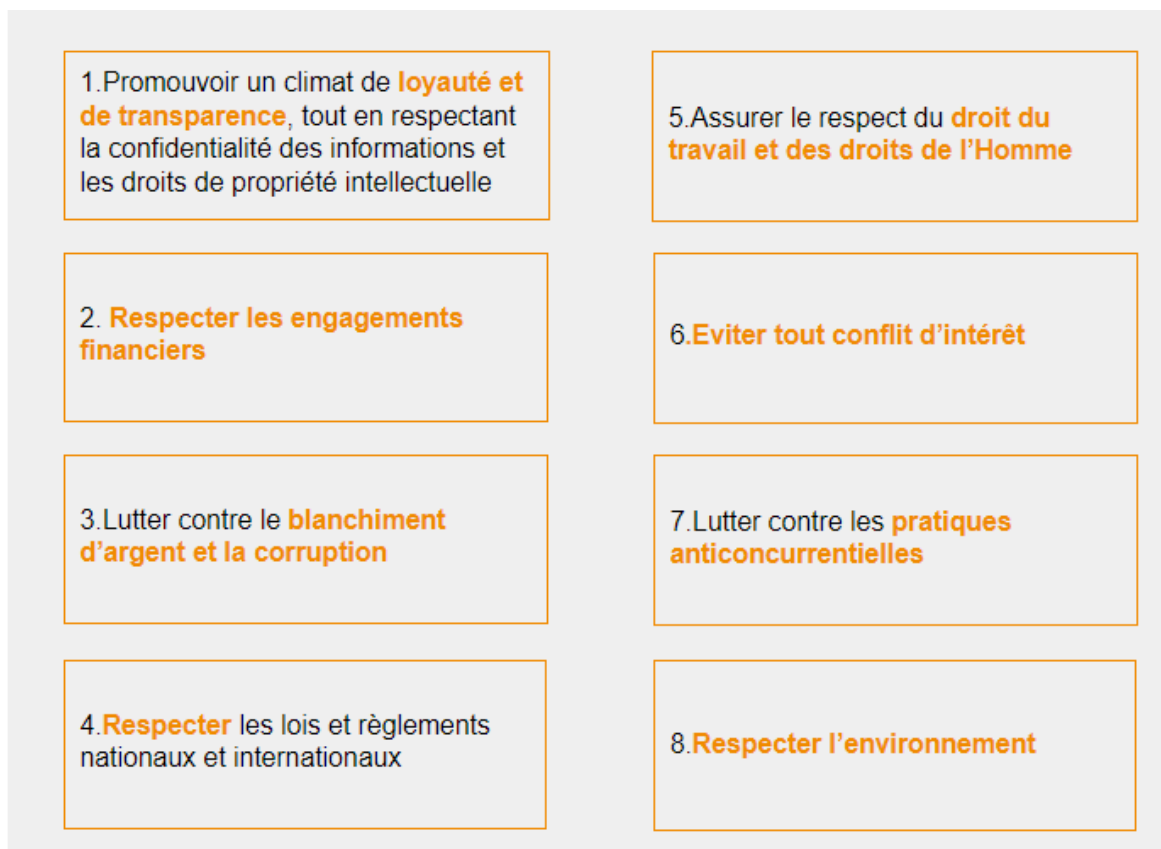 1.Promouvoir un climat de loyauté et
de transparence, tout en respectant
la confidentialité des informations et
les droits de propriété intellectuelle
2. Respecter les engagements
financiers
3.Lutter contre le blanchiment
d’argent et la corruption
4.Respecter les lois et règlements
nationaux et internationaux
5.Assurer le respect du droit du
travail et des droits de l’Homme
6.Eviter tout conflit d’intérêt
7.Lutter contre les pratiques
anticoncurrentielles
8.Respecter l’environnement